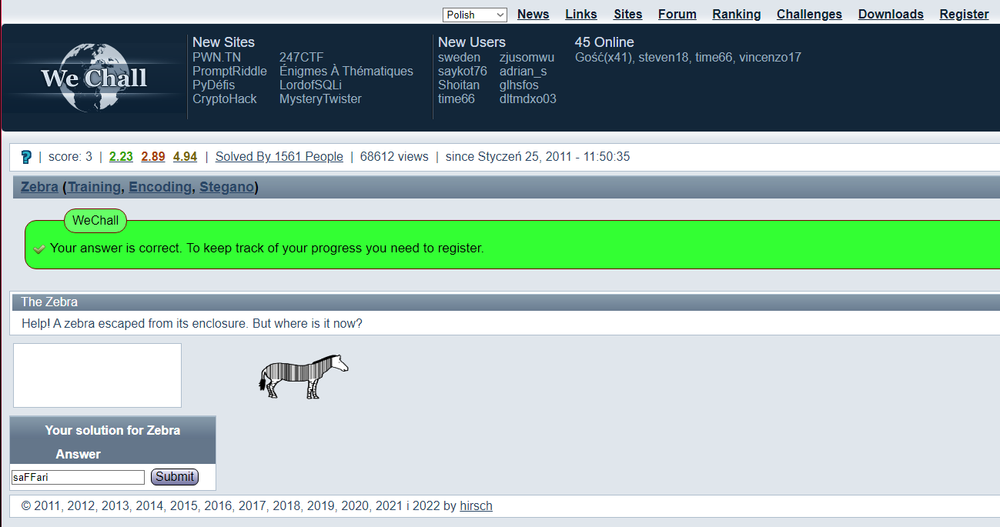 Polish News Links Sites Forum Ranking Challenges Downloads Register
We Chall
New Sites
PWN.TN 247CTF
PromptRiddle Énigmes À Thématiques
PyDéfis LordofSQLi
CryptoHack MysteryTwister
New Users
sweden zjusomwu
saykot76 adrian_s
Shoitan glhsfos
time66 dltmdxo03
45 Online
Gość(x41), steven18, time66, vincenzo17
? | score: 3 | 2.23 2.89 4.94 | Solved By 1561 People | 68612 views | since Styczeń 25, 2011 - 11:50:35
Zebra (Training, Encoding, Stegano)
WeChall
Your answer is correct. To keep track of your progress you need to register.
The Zebra
Help! A zebra escaped from its enclosure. But where is it now?
Your solution for Zebra
Answer
saFFari Submit
© 2011, 2012, 2013, 2014, 2015, 2016, 2017, 2018, 2019, 2020, 2021 i 2022 by hirsch